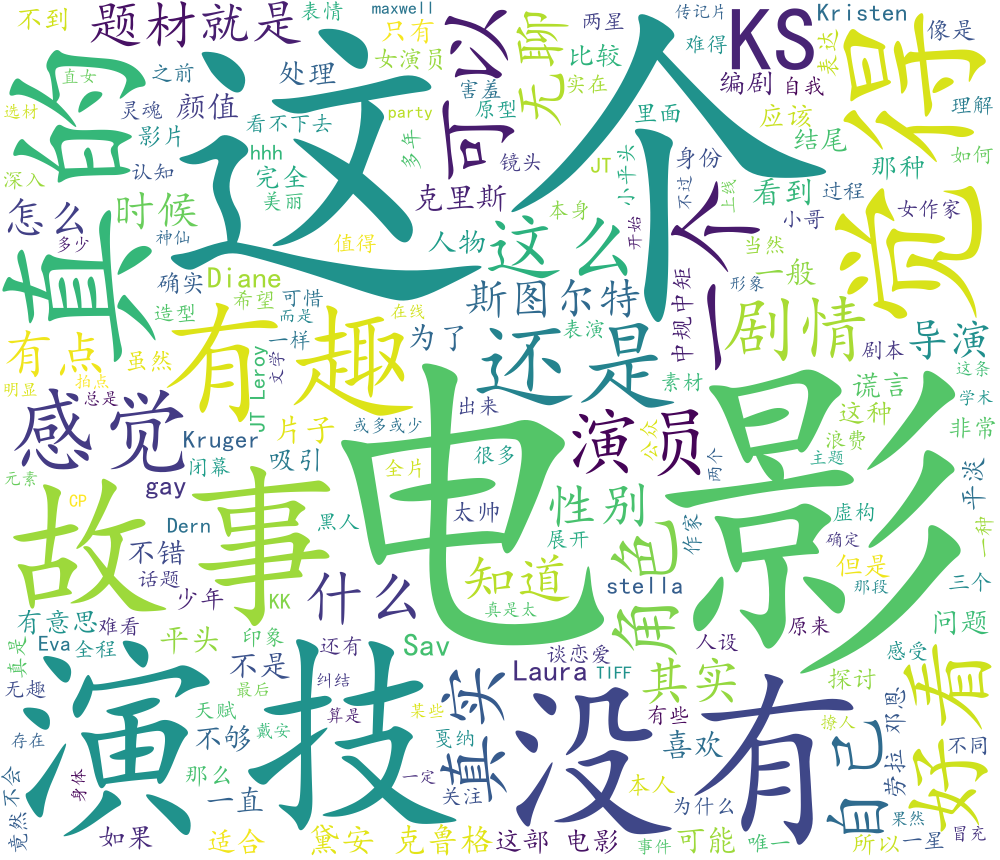 不到
题材就是
表情
maxwell
只有
可以
无聊
两星
传记片
KS
Kristen
像是
得
真的
直女
之前
处理
女演员
害羞
比较
难得
表达
编剧
自我
选材
灵魂
颜值
原型
实在
理解
影片
看不下去
party
里面
应该
深入
认知
hhh
完全
多年
镜头
JT
小平头
身份
结尾
那种
如何
怎么
时候
美丽
克里斯
不过
上线
看到
过程
多少
神仙
值得
人物
本身
这么
开始
一个
小哥
女作家
觉
这个
确实
Diane
希望
可惜
当然
一般
造型
在线
斯图尔特
中规中矩
形象
有趣
而是
为了
表演
还是
剧情
导演
有点
虽然
JT Leroy
一样
文学
剧本
这条
明显
搞点
总是
出来
素材
谎言
学术
感觉
Kruger
片子
或多或少
演员
这种
非常
闭幕
吸引
全片
很多
公众
浪费
两个
主题
元素
gay
CP
电影
性别
平淡
故事
Dern
黑人
太帅
展开
作家
虚构
不错
确定
一种
话题
少年
KK
什么
知道
真是太
stella
角色
但是
那段
三个
有意思
难看
平头
印象
还有
Sav
谈恋爱
TIFF
人设
原来
问题
真是
Eva
全程
不是
Laura
其实
感受
无趣
最后
纠结
真实
某些
探讨
天赋
算是
有些
好看
演技
没有
存在
不够
戴安
戛纳
喜欢
撩人
自己
邓恩
不同
竟然
不会
身体
那么
一直
一定
关注
本人
为什么
劳拉
果然
如果
适合
黛安
克鲁格
这部
电影
事件
可能
唯一
所以
一星
冒充